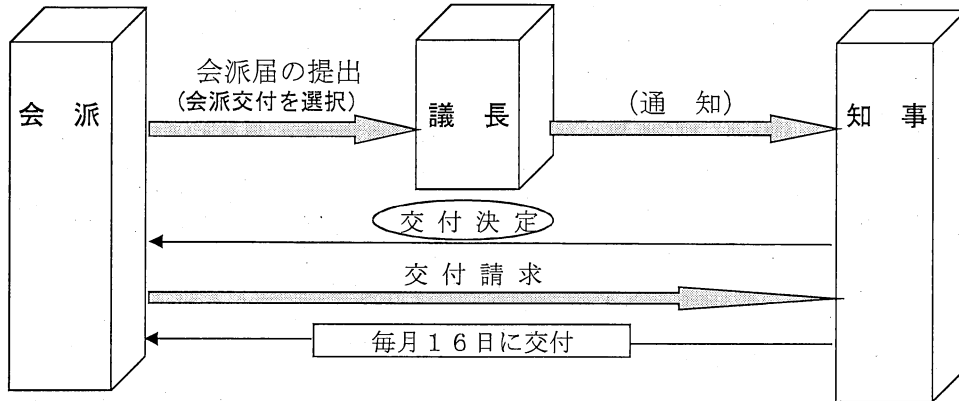 会派届の提出
(会派交付を選択)
会 派
議 長
(通 知)
知 事
交 付 決 定
交 付 請 求
毎月16日に交付